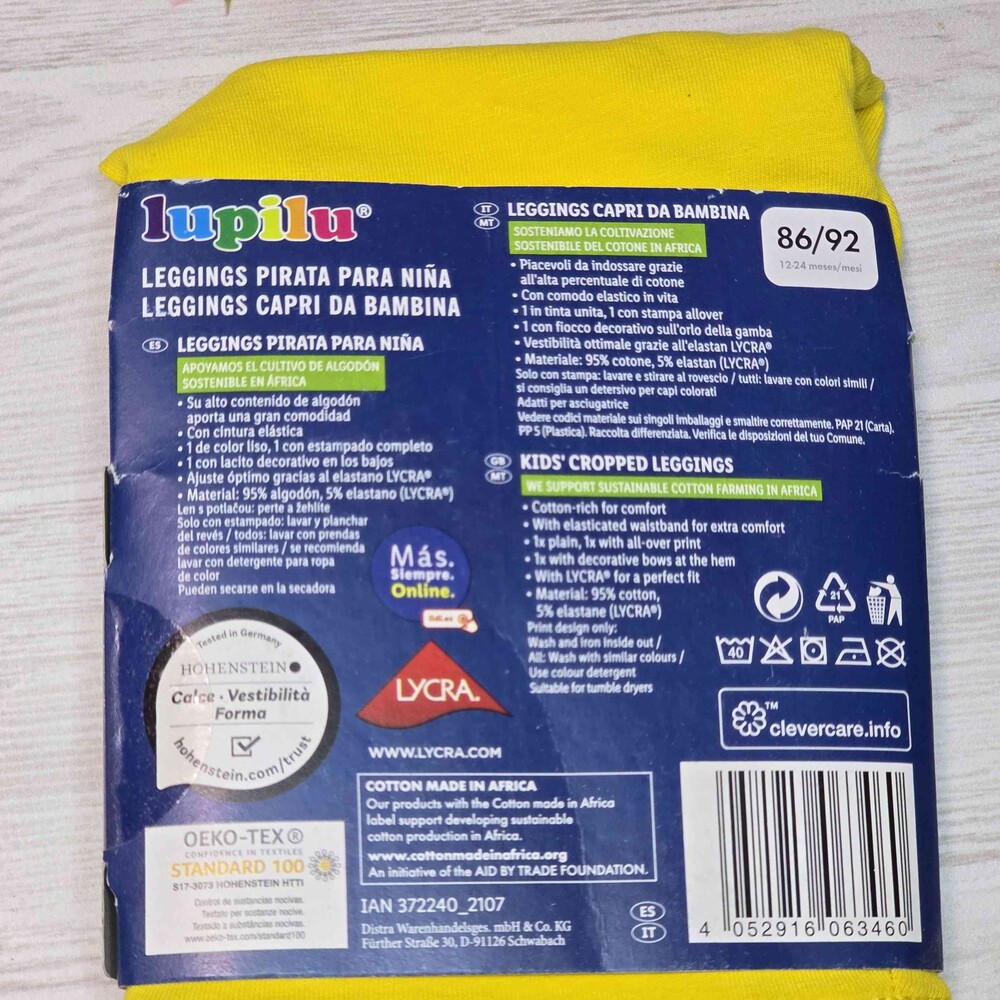 lupilu®
LEGGINGS PIRATA PARA NIÑA
LEGGINGS CAPRI DA BAMBINA
ES LEGGINGS PIRATA PARA NIÑA
APOYAMOS EL CULTIVO DE ALGODÓN
SOSTENIBLE EN ÁFRICA
• Su alto contenido de algodón
aporta una gran comodidad
• Con cintura elástica
• 1 de color liso, 1 con estampado completo
• 1 con lacito decorativo en los bajos
• Ajuste óptimo gracias al elastano LYCRA®
• Material: 95% algodón, 5% elastano (LYCRA®)
Len s potlačou: perte a žehlite
Solo con estampado: lavar y planchar
del revés / todos: lavar con prendas
de colores similares / se recomienda
lavar con detergente para ropa
de color
Pueden secarse en la secadora
Más.
Siempre.
Online.
Tested in Germany
HOHENSTEIN
Calce · Vestibilità
Forma
hohenstein.com/trust
LYCRA.
WWW.LYCRA.COM
OEKO-TEX®
CONFIDENCE IN TEXTILES
STANDARD 100
S17-3073 HOHENSTEIN HTTI
Control de sustancias nocivas.
Testato per sostanze nocive.
Testado a substâncias nocivas.
www.oeko-tex.com/standard100
COTTON MADE IN AFRICA
Our products with the Cotton made in Africa
label support developing sustainable
cotton production in Africa.
www.cottonmadeinafrica.org
An initiative of the AID BY TRADE FOUNDATION.
IAN 372240_2107
Distra Warenhandelsges. mbH & Co. KG
Fürther Straße 30, D-91126 Schwabach
IT
MT
LEGGINGS CAPRI DA BAMBINA
SOSTENIAMO LA COLTIVAZIONE
SOSTENIBILE DEL COTONE IN AFRICA
• Piacevoli da indossare grazie
all'alta percentuale di cotone
• Con comodo elastico in vita
• 1 in tinta unita, 1 con stampa allover
• 1 con fiocco decorativo sull'orlo della gamba
• Vestibilità ottimale grazie all'elastan LYCRA®
• Materiale: 95% cotone, 5% elastan (LYCRA®)
Solo con stampa: lavare e stirare al rovescio / tutti: lavare con colori simili /
si consiglia un detersivo per capi colorati
Adatti per asciugatrice
Vedere codici materiale sui singoli imballaggi e smaltire correttamente. PAP 21 (Carta).
PP 5 (Plastica). Raccolta differenziata. Verifica le disposizioni del tuo Comune.
86/92
12-24 meses/mesi
GB
MT
KIDS' CROPPED LEGGINGS
WE SUPPORT SUSTAINABLE COTTON FARMING IN AFRICA
• Cotton-rich for comfort
• With elasticated waistband for extra comfort
• 1x plain, 1x with all-over print
• 1x with decorative bows at the hem
• With LYCRA® for a perfect fit
• Material: 95% cotton,
5% elastane (LYCRA®)
Print design only:
Wash and iron inside out /
All: Wash with similar colours /
Use colour detergent
Suitable for tumble dryers
21
PAP
40
clevercare.info™
ES
IT
4 052916 063460